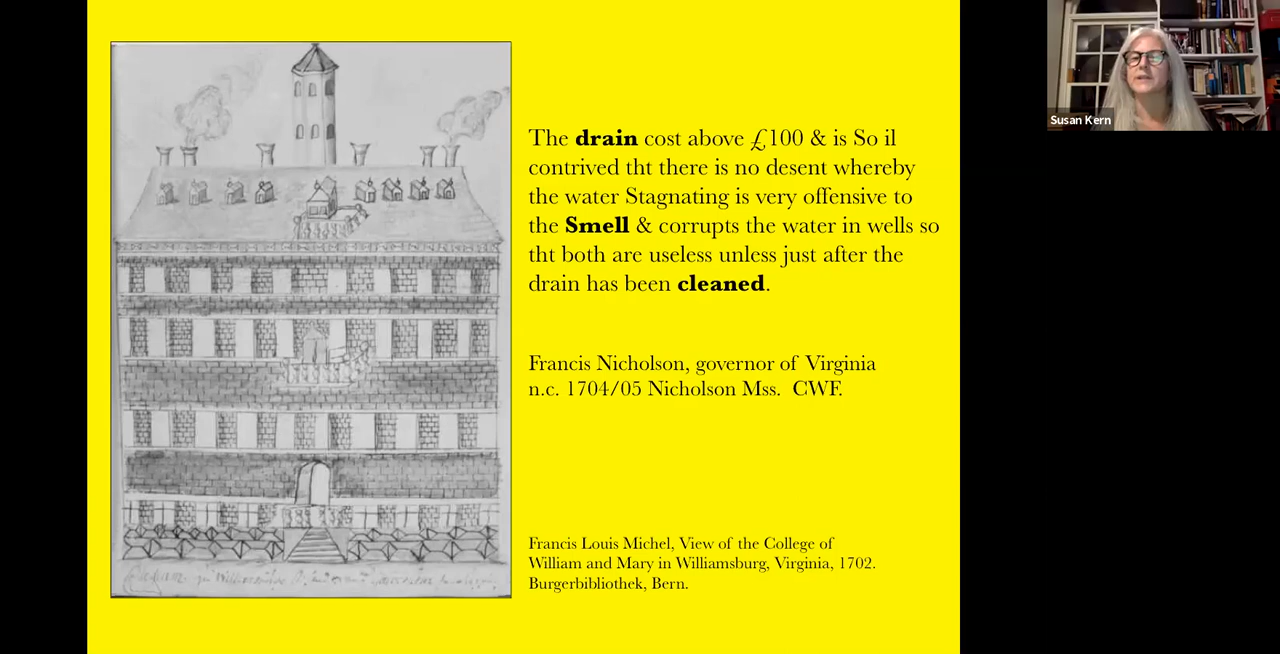 The drain cost above £100 & is So il
contrived tht there is no desent whereby
the water Stagnating is very offensive to
the Smell & corrupts the water in wells so
tht both are useless unless just after the
drain has been cleaned.
Francis Nicholson, governor of Virginia
n.c. 1704/05 Nicholson Mss. CWF.
Francis Louis Michel, View of the College of
William and Mary in Williamsburg, Virginia, 1702.
Burgerbibliothek, Bern.
Susan Kern